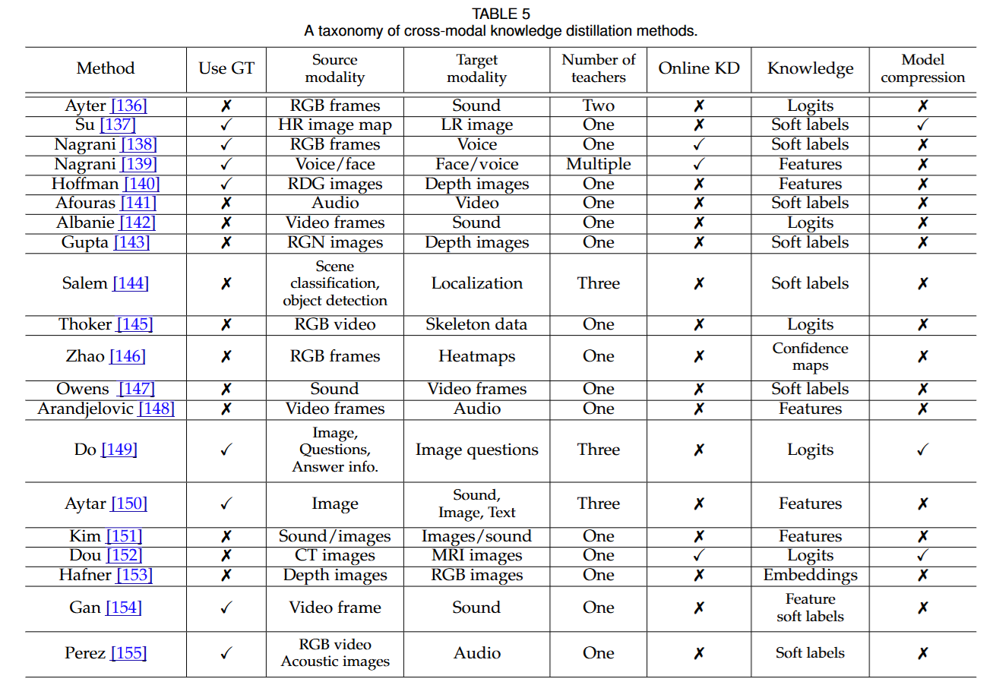 TABLE 5
A taxonomy of cross-modal knowledge distillation methods.
Method Use GT Source modality Target modality Number of teachers Online KD Knowledge Model compression
Ayter [136] ✗ RGB frames Sound Two ✗ Logits ✗
Su [137] ✓ HR image map LR image One ✗ Soft labels ✓
Nagrani [138] ✓ RGB frames Voice One ✓ Soft labels ✗
Nagrani [139] ✓ Voice/face Face/voice Multiple ✓ Features ✗
Hoffman [140] ✓ RDG images Depth images One ✗ Features ✗
Afouras [141] ✗ Audio Video One ✗ Soft labels ✗
Albanie [142] ✗ Video frames Sound One ✗ Logits ✗
Gupta [143] ✗ RGN images Depth images One ✗ Soft labels ✗
Salem [144] ✗ Scene classification, object detection Localization Three ✗ Soft labels ✗
Thoker [145] ✗ RGB video Skeleton data One ✗ Logits ✗
Zhao [146] ✗ RGB frames Heatmaps One ✗ Confidence maps ✗
Owens [147] ✗ Sound Video frames One ✗ Soft labels ✗
Arandjelovic [148] ✗ Video frames Audio One ✗ Features ✗
Do [149] ✓ Image, Questions, Answer info. Image questions Three ✗ Logits ✓
Aytar [150] ✓ Image Sound, Image, Text Three ✗ Features ✗
Kim [151] ✗ Sound/images Images/sound One ✗ Features ✗
Dou [152] ✗ CT images MRI images One ✓ Logits ✓
Hafner [153] ✗ Depth images RGB images One ✗ Embeddings ✗
Gan [154] ✓ Video frame Sound One ✗ Feature soft labels ✗
Perez [155] ✓ RGB video Acoustic images Audio One ✗ Soft labels ✗